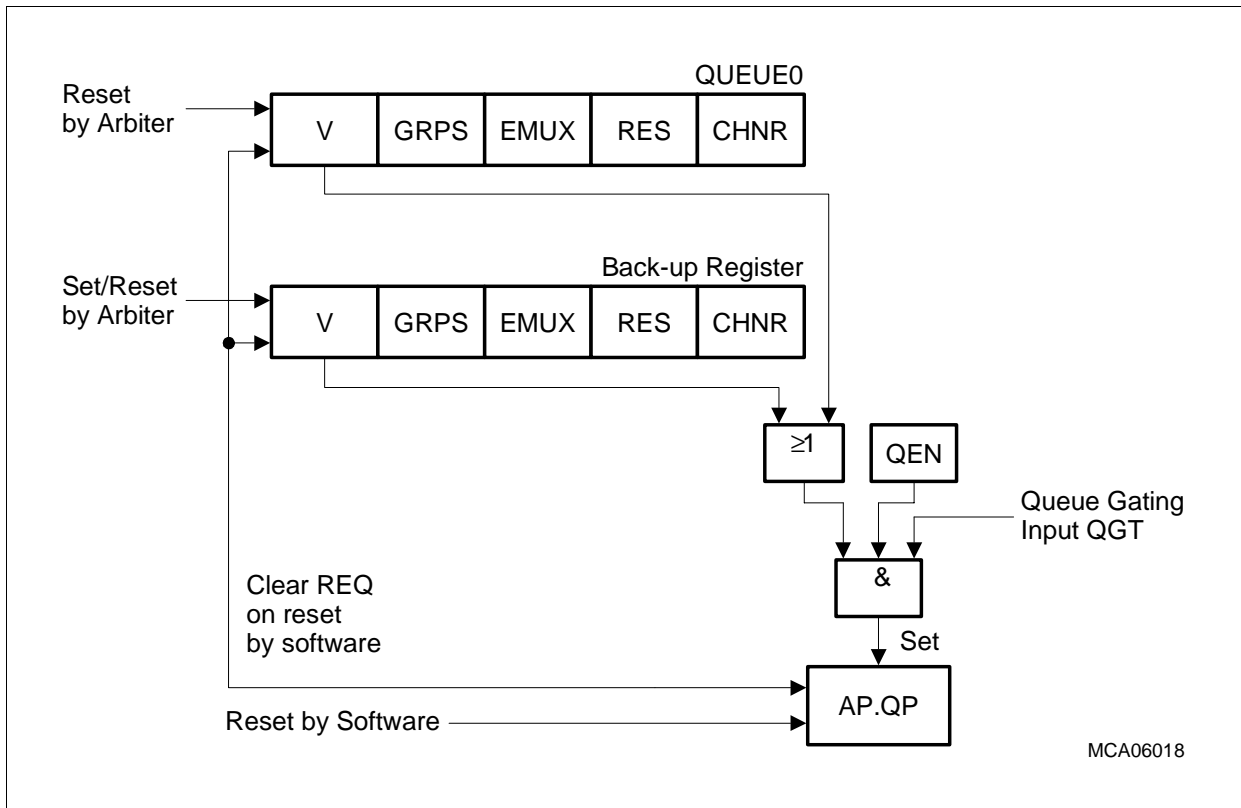 QUEUE0
Reset
by Arbiter
V GRPS EMUX RES CHNR
Back-up Register
Set/Reset
by Arbiter
V GRPS EMUX RES CHNR
≥1
QEN
Queue Gating
Input QGT
&
Clear REQ
on reset
by software
Set
AP.QP
Reset by Software
MCA06018